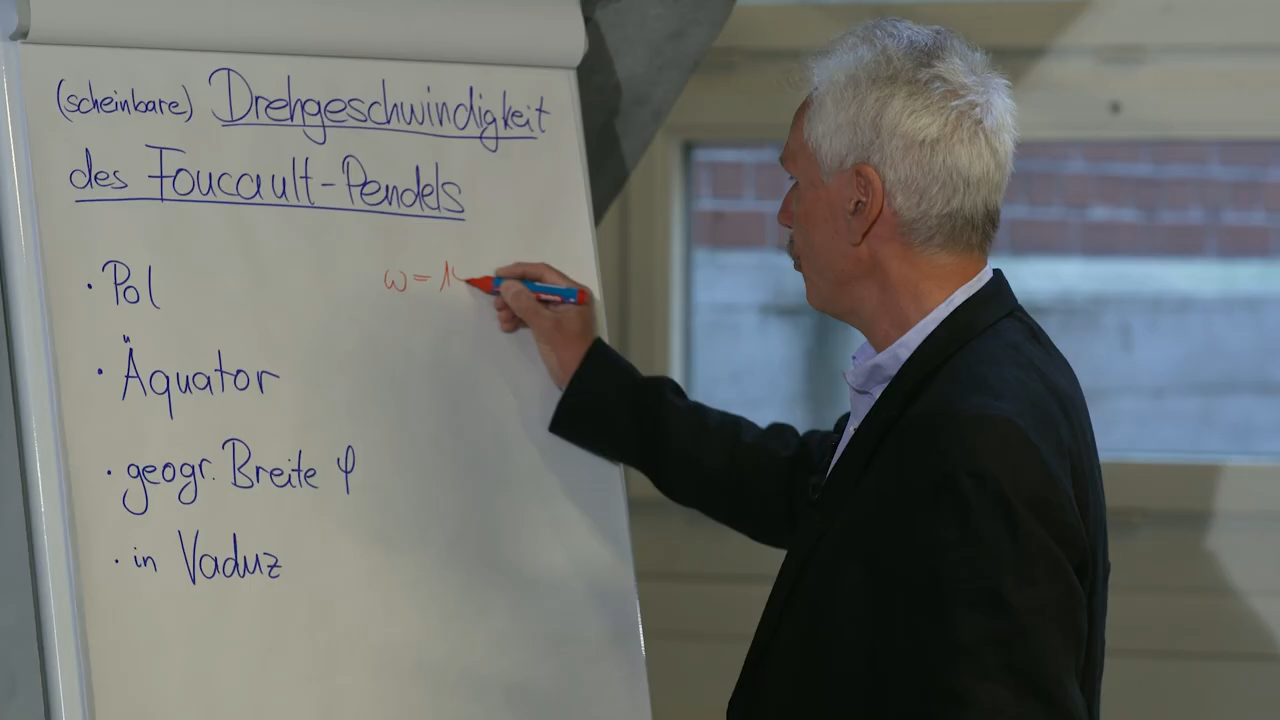 (scheinbare) Drehgeschwindigkeit
des Foucault-Pendels
· Pol ω = 1
· Äquator
· geogr. Breite φ
· in Vaduz